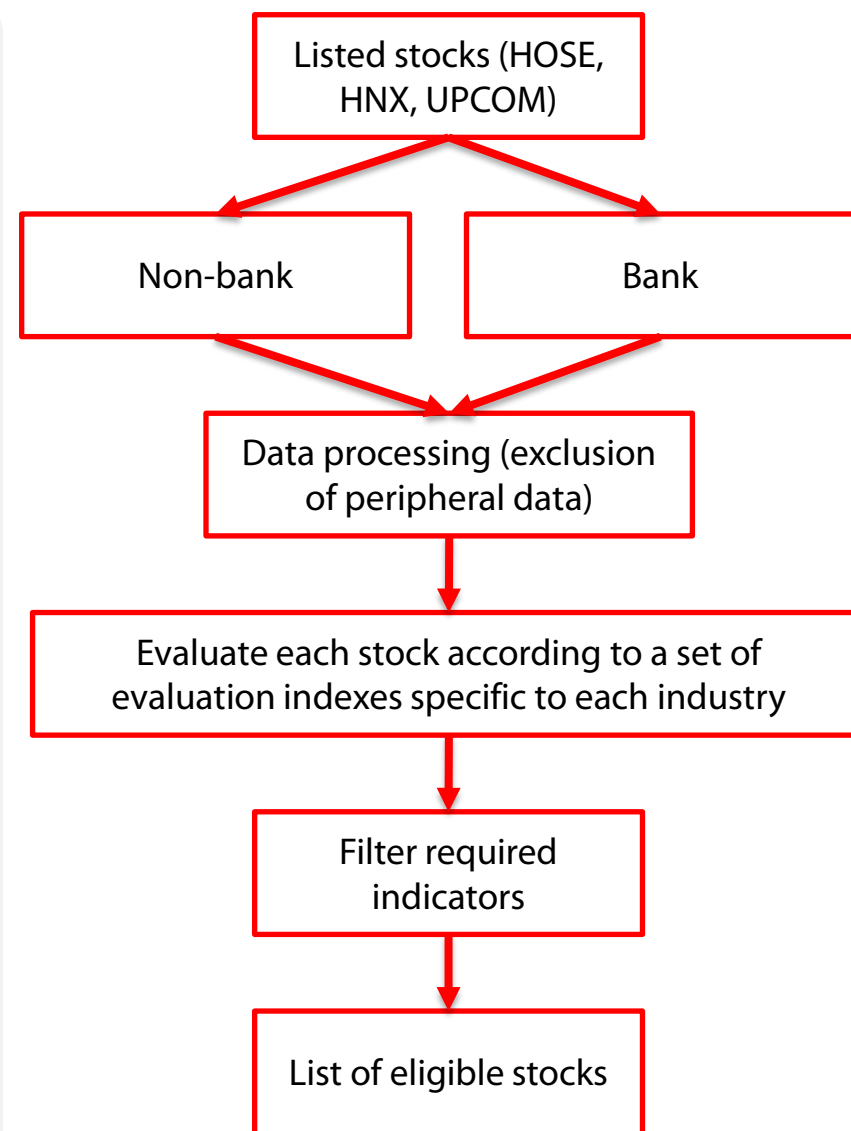 Listed stocks (HOSE,
HNX, UPCOM)
Non-bank
Bank
Data processing (exclusion
of peripheral data)
Evaluate each stock according to a set of
evaluation indexes specific to each industry
Filter required
indicators
List of eligible stocks